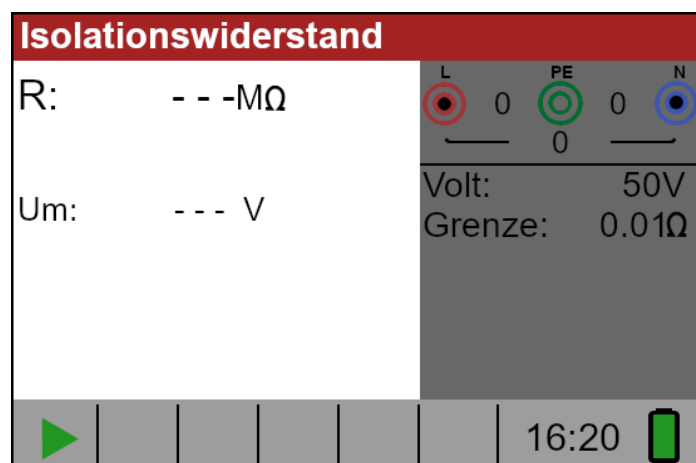 Isolationswiderstand
R: - - -MΩ
Um: - - - V
L PE N
0 0
0
Volt: 50V
Grenze: 0.01Ω
16:20